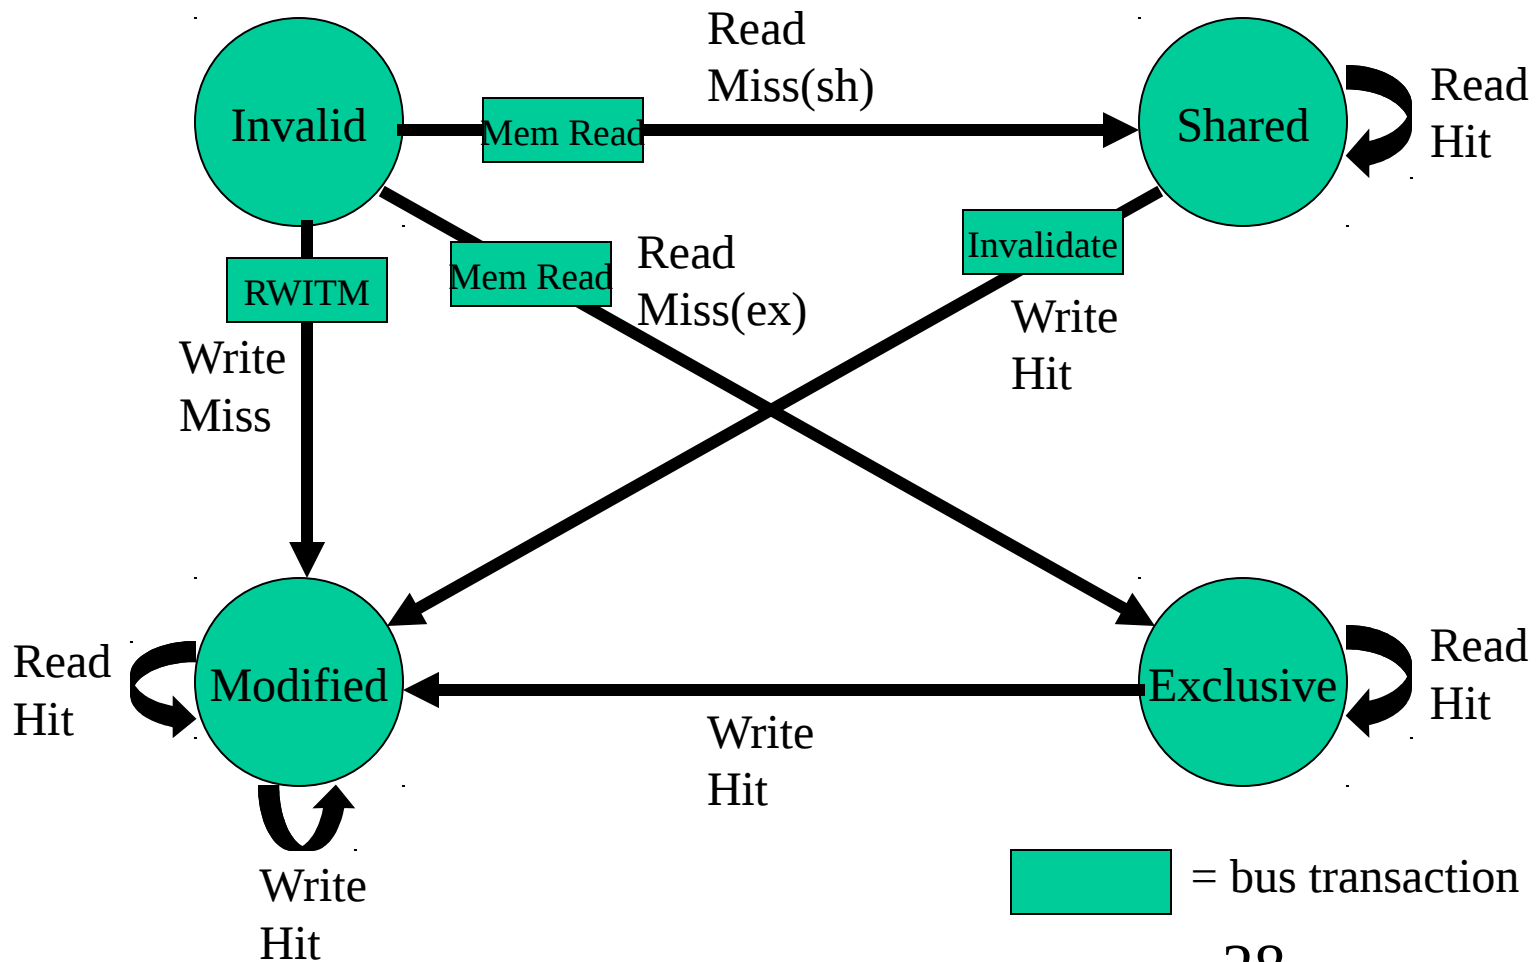 Read
Miss(sh)
Invalid
Mem Read
Shared
Read
Hit
RWITM
Mem Read
Read
Miss(ex)
Invalidate
Write
Hit
Write
Miss
Read
Hit
Modified
Exclusive
Read
Hit
Write
Hit
Write
Hit
= bus transaction
28